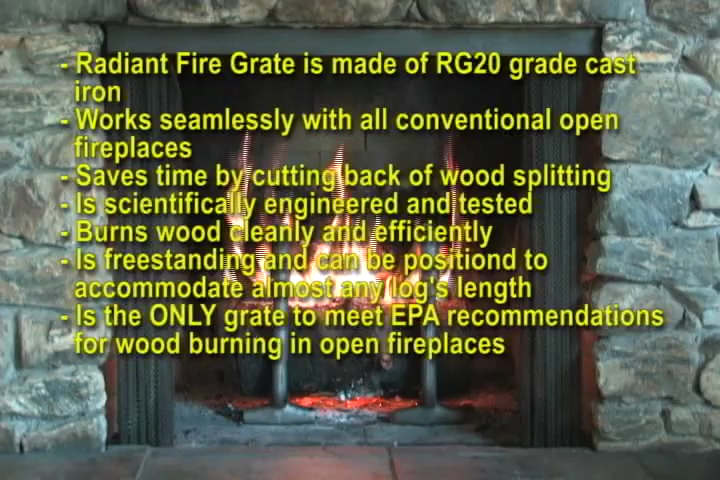 - Radiant Fire Grate is made of RG20 grade cast
iron
- Works seamlessly with all conventional open
fireplaces
- Saves time by cutting back of wood splitting
- Is scientifically engineered and tested
- Burns wood cleanly and efficiently
- Is freestanding and can be positiond to
accommodate almost any log's length
- Is the ONLY grate to meet EPA recommendations
for wood burning in open fireplaces